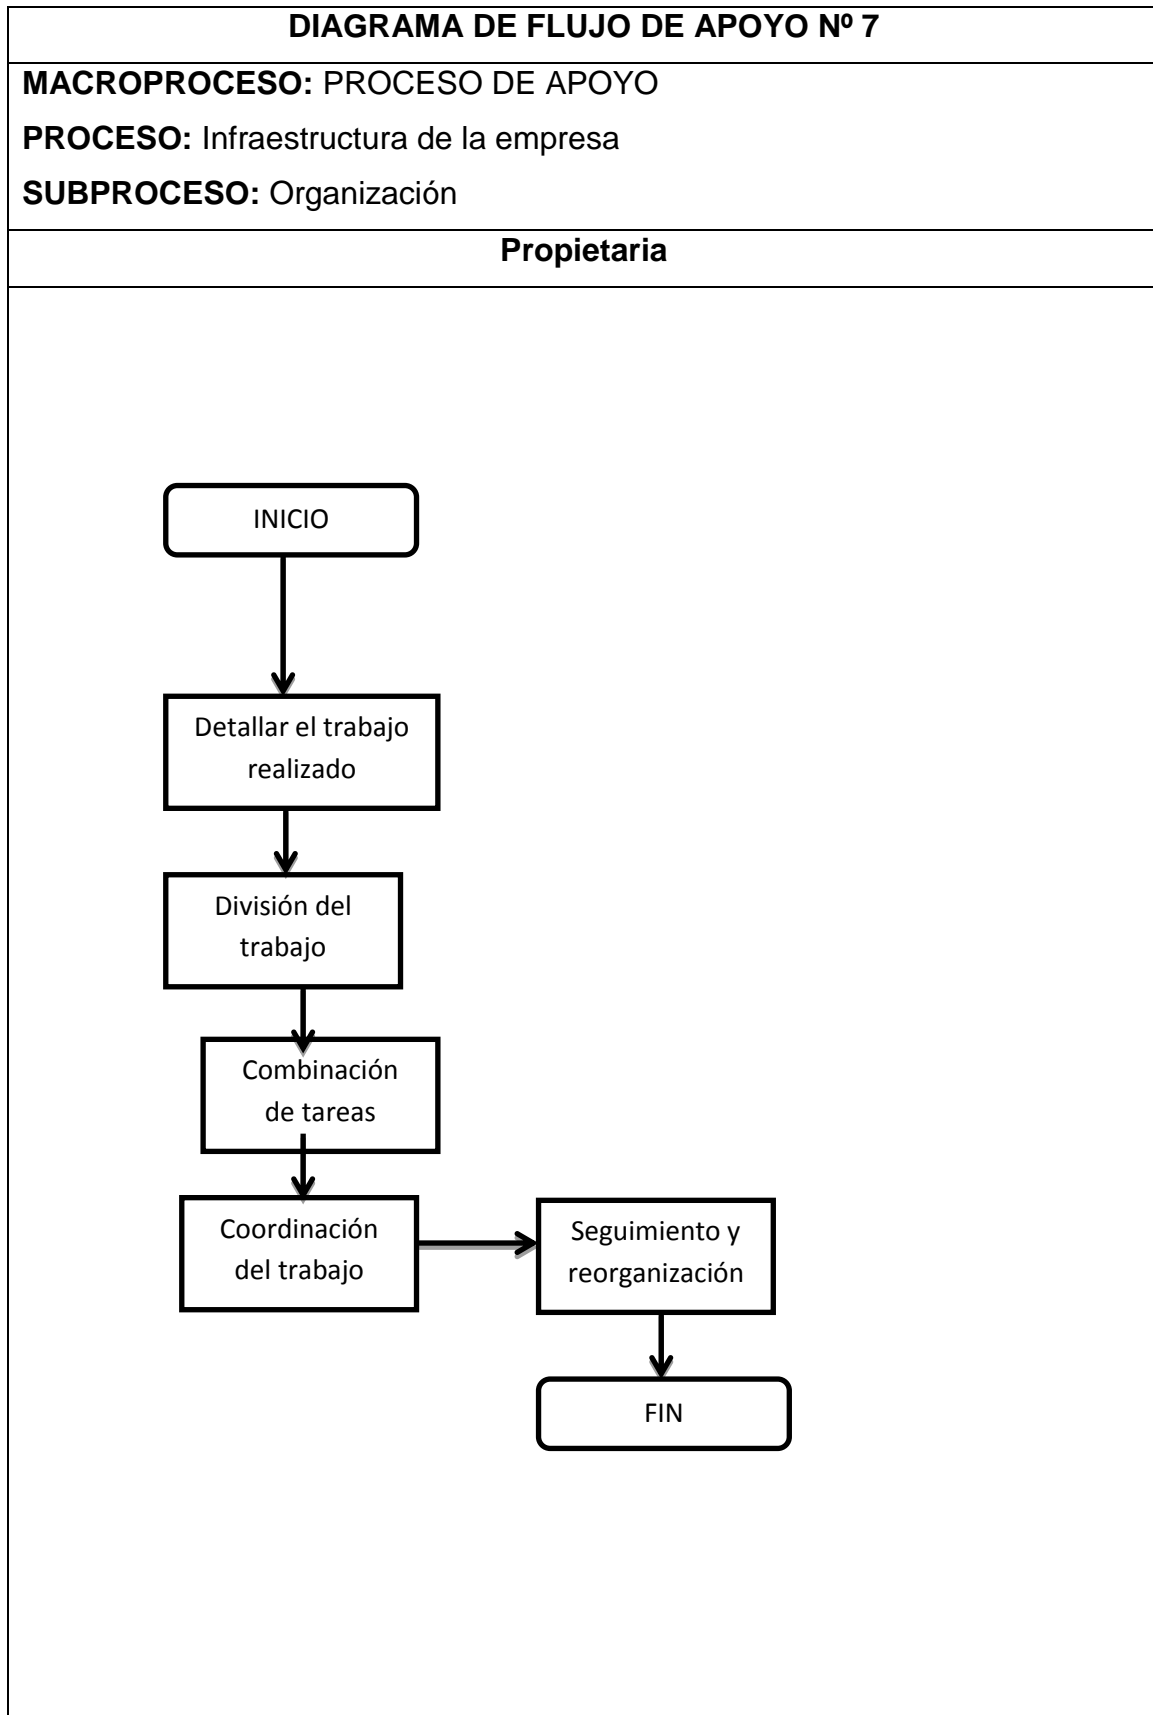 DIAGRAMA DE FLUJO DE APOYO Nº 7
MACROPROCESO: PROCESO DE APOYO
PROCESO: Infraestructura de la empresa
SUBPROCESO: Organización
Propietaria
INICIO
Detallar el trabajo
realizado
División del
trabajo
Combinación
de tareas
Coordinación
del trabajo
Seguimiento y
reorganización
FIN